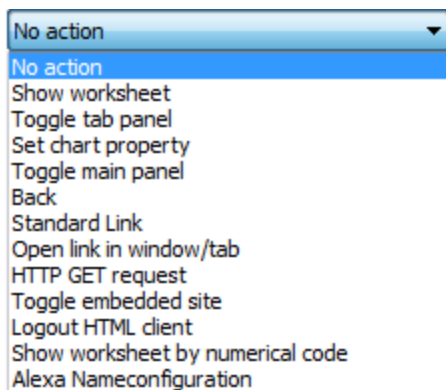 No action
No action
Show worksheet
Toggle tab panel
Set chart property
Toggle main panel
Back
Standard Link
Open link in window/tab
HTTP GET request
Toggle embedded site
Logout HTML client
Show worksheet by numerical code
Alexa Nameconfiguration